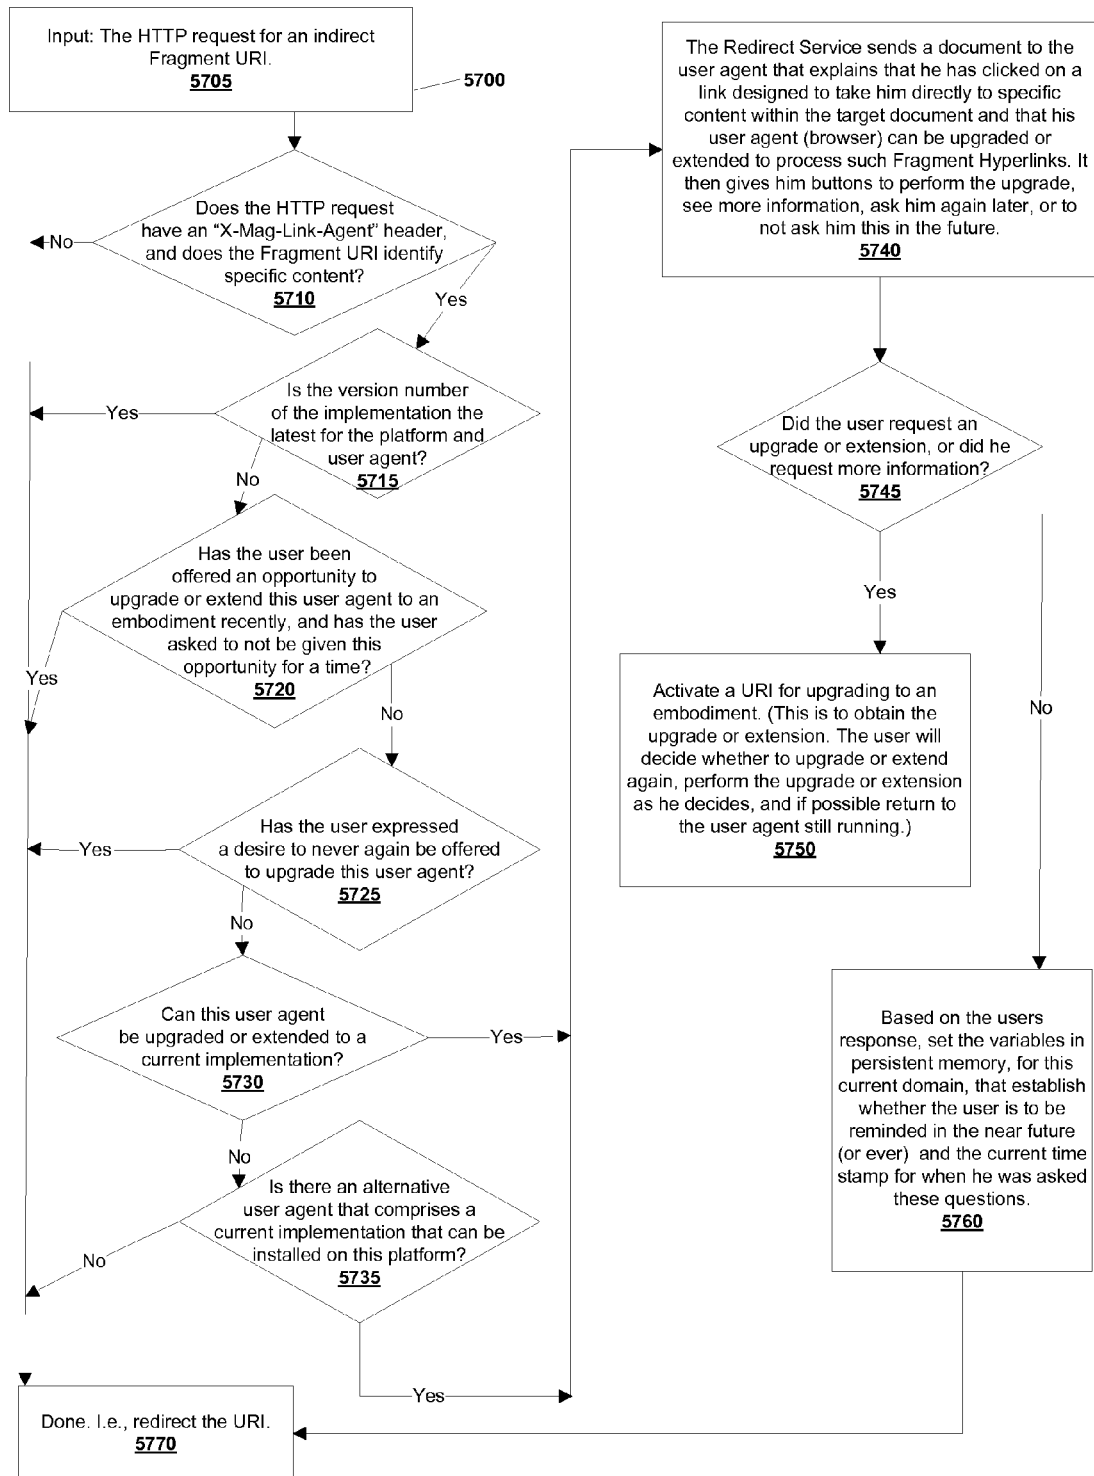 Input: The HTTP request for an indirect
Fragment URI.
5705
5700
Does the HTTP request
have an “X-Mag-Link-Agent” header,
and does the Fragment URI identify
specific content?
5710
No
Yes
Is the version number
of the implementation the
latest for the platform and
user agent?
5715
Yes
No
Has the user been
offered an opportunity to
upgrade or extend this user agent to an
embodiment recently, and has the user
asked to not be given this
opportunity for a time?
5720
Yes
No
Has the user expressed
a desire to never again be offered
to upgrade this user agent?
5725
Yes
No
Can this user agent
be upgraded or extended to a
current implementation?
5730
Yes
No
Is there an alternative
user agent that comprises a
current implementation that can be
installed on this platform?
5735
No
Yes
Done. I.e., redirect the URI.
5770
The Redirect Service sends a document to the
user agent that explains that he has clicked on a
link designed to take him directly to specific
content within the target document and that his
user agent (browser) can be upgraded or
extended to process such Fragment Hyperlinks. It
then gives him buttons to perform the upgrade,
see more information, ask him again later, or to
not ask him this in the future.
5740
Did the user request an
upgrade or extension, or did he
request more information?
5745
Yes
No
Activate a URI for upgrading to an
embodiment. (This is to obtain the
upgrade or extension. The user will
decide whether to upgrade or extend
again, perform the upgrade or extension
as he decides, and if possible return to
the user agent still running.)
5750
Based on the users
response, set the variables in
persistent memory, for this
current domain, that establish
whether the user is to be
reminded in the near future
(or ever) and the current time
stamp for when he was asked
these questions.
5760